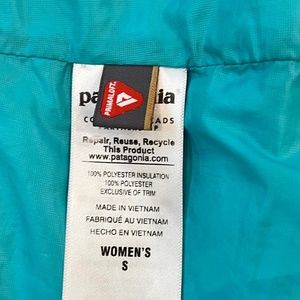 PRIMALOFT
Repair, Reuse, Recycle
This Product
www.patagonia.com
100% POLYESTER INSULATION
100% POLYESTER
EXCLUSIVE OF TRIM
MADE IN VIETNAM
FABRIQUÉ AU VIETNAM
HECHO EN VIETNAM
WOMEN'S
S